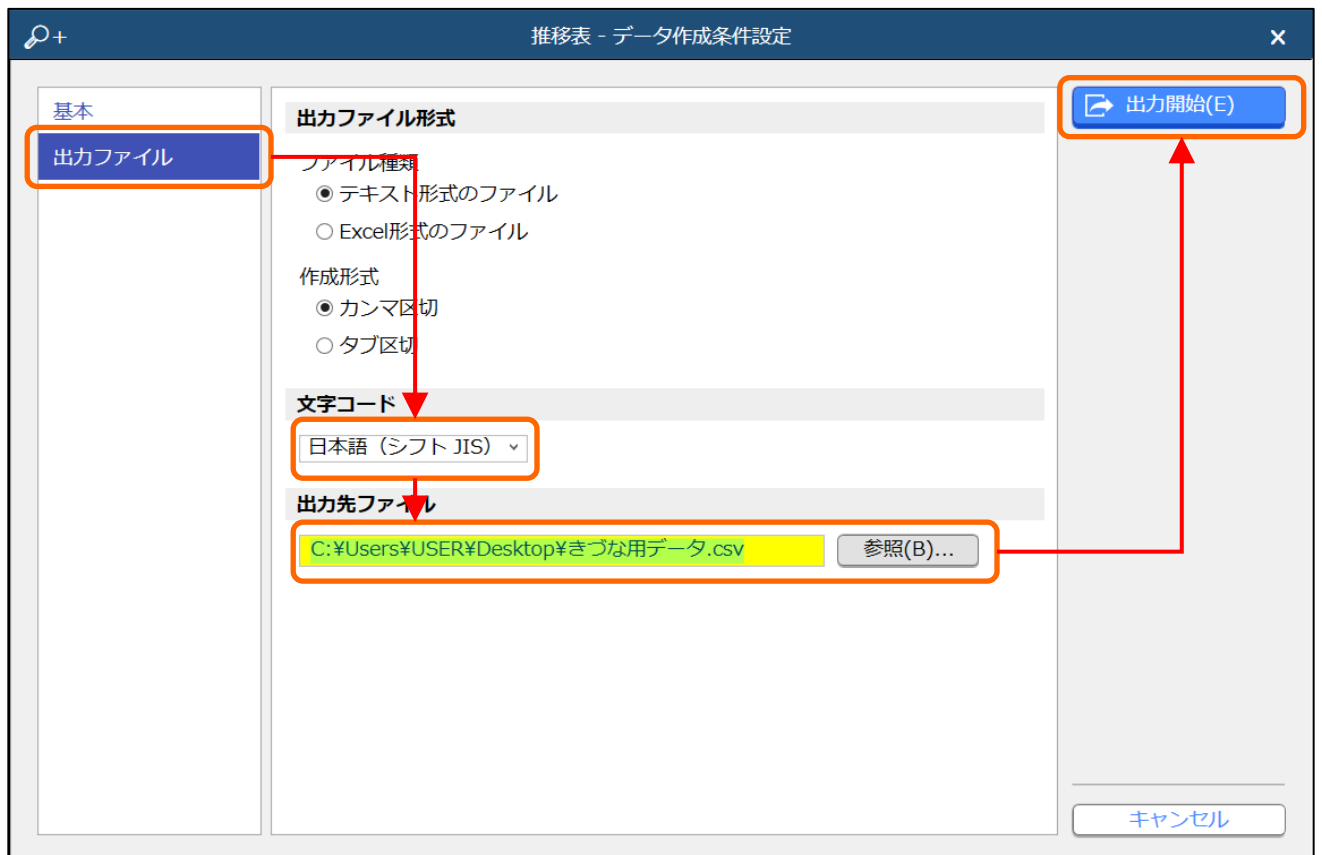 推移表 - データ作成条件設定
基本
出力ファイル
出力ファイル形式
ファイル種類
テキスト形式のファイル
Excel形式のファイル
作成形式
カンマ区切
タブ区切
文字コード
日本語（シフト JIS）
出力先ファイル
C:¥Users¥USER¥Desktop¥きづな用データ.csv
参照(B)...
出力開始(E)
キャンセル